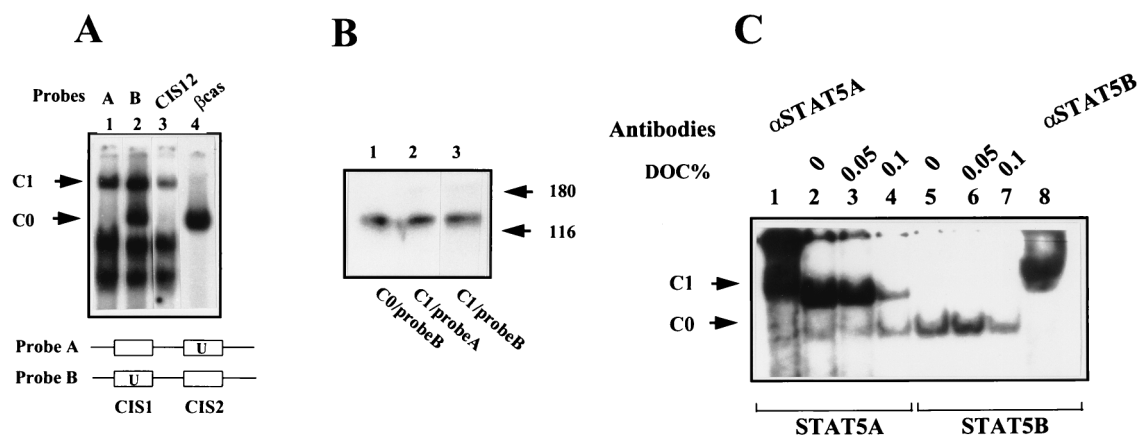 A
Probes A B CIS12 βcas
1 2 3 4
C1
C0
Probe A U
Probe B U
CIS1 CIS2
B
1 2 3
180
116
C0/probeB
C1/probeA
C1/probeB
C
αSTAT5A αSTAT5B
Antibodies
DOC% 0 0.05 0.1 0 0.05 0.1
1 2 3 4 5 6 7 8
C1
C0
STAT5A STAT5B